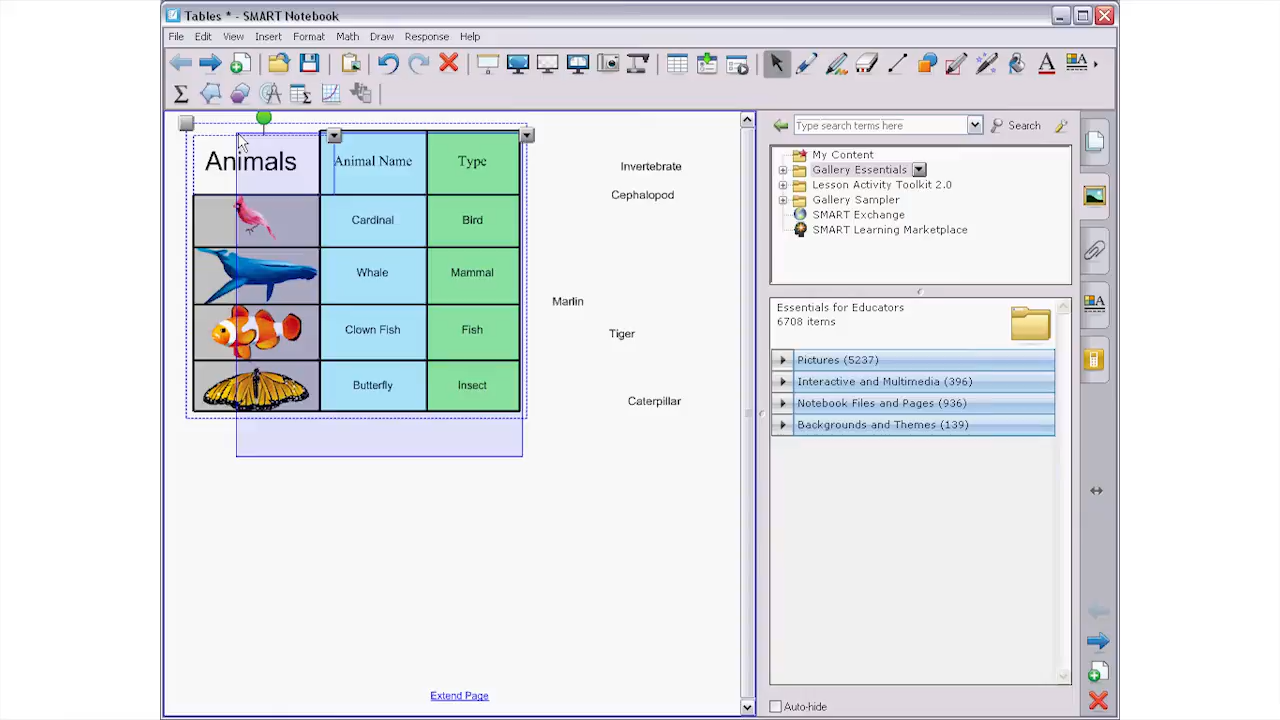 Tables * - SMART Notebook
File Edit View Insert Format Math Draw Response Help
Animals Animal Name Type
Cardinal Bird
Whale Mammal
Clown Fish Fish
Butterfly Insect
Invertebrate
Cephalopod
Marlin
Tiger
Caterpillar
Extend Page
Type search terms here Search
My Content
Gallery Essentials
Lesson Activity Toolkit 2.0
Gallery Sampler
SMART Exchange
SMART Learning Marketplace
Essentials for Educators
6708 items
Pictures (5237)
Interactive and Multimedia (396)
Notebook Files and Pages (936)
Backgrounds and Themes (139)
Auto-hide